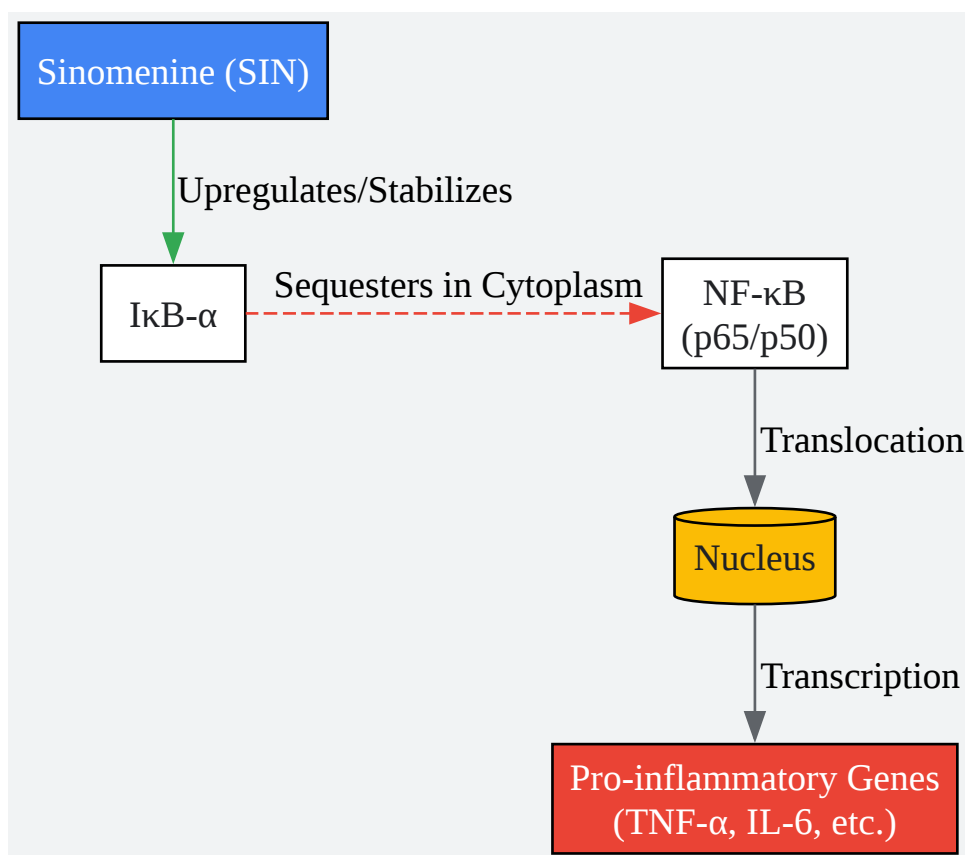 Sinomenine (SIN)
Upregulates/Stabilizes
IκB-α
Sequesters in Cytoplasm
NF-κB
(p65/p50)
Translocation
Nucleus
Transcription
Pro-inflammatory Genes
(TNF-α, IL-6, etc.)